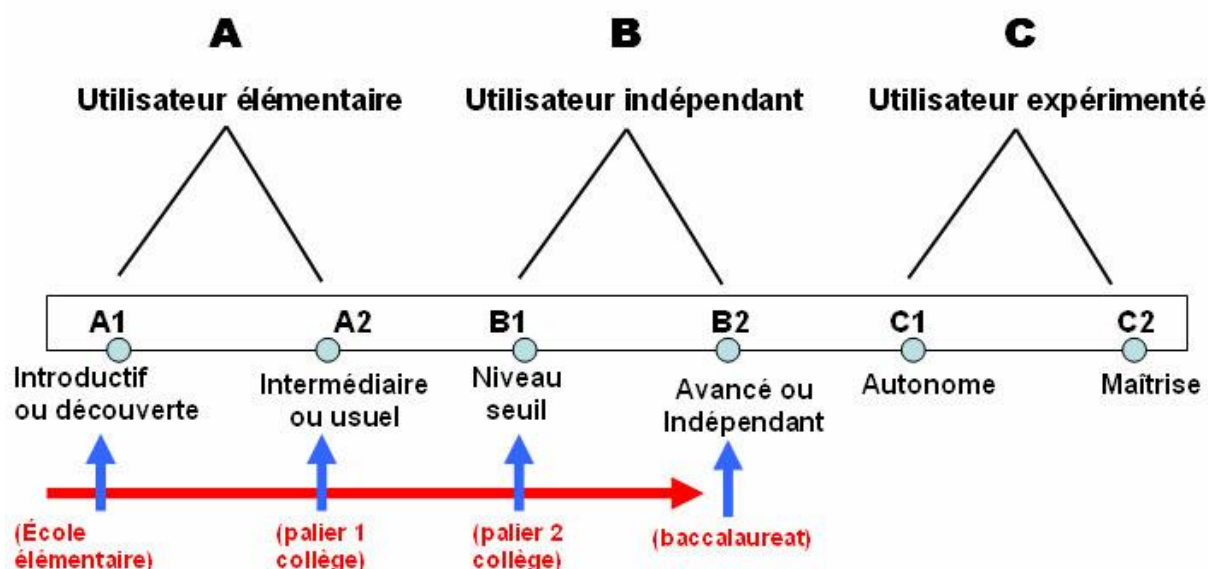 A
B
C
Utilisateur élémentaire
Utilisateur indépendant
Utilisateur expérimenté
A1
A2
B1
B2
C1
C2
Introductif
ou découverte
Intermédiaire
ou usuel
Niveau
seuil
Avancé ou
Indépendant
Autonome
Maîtrise
(École
élémentaire)
(palier 1
collège)
(palier 2
collège)
(baccalaureat)